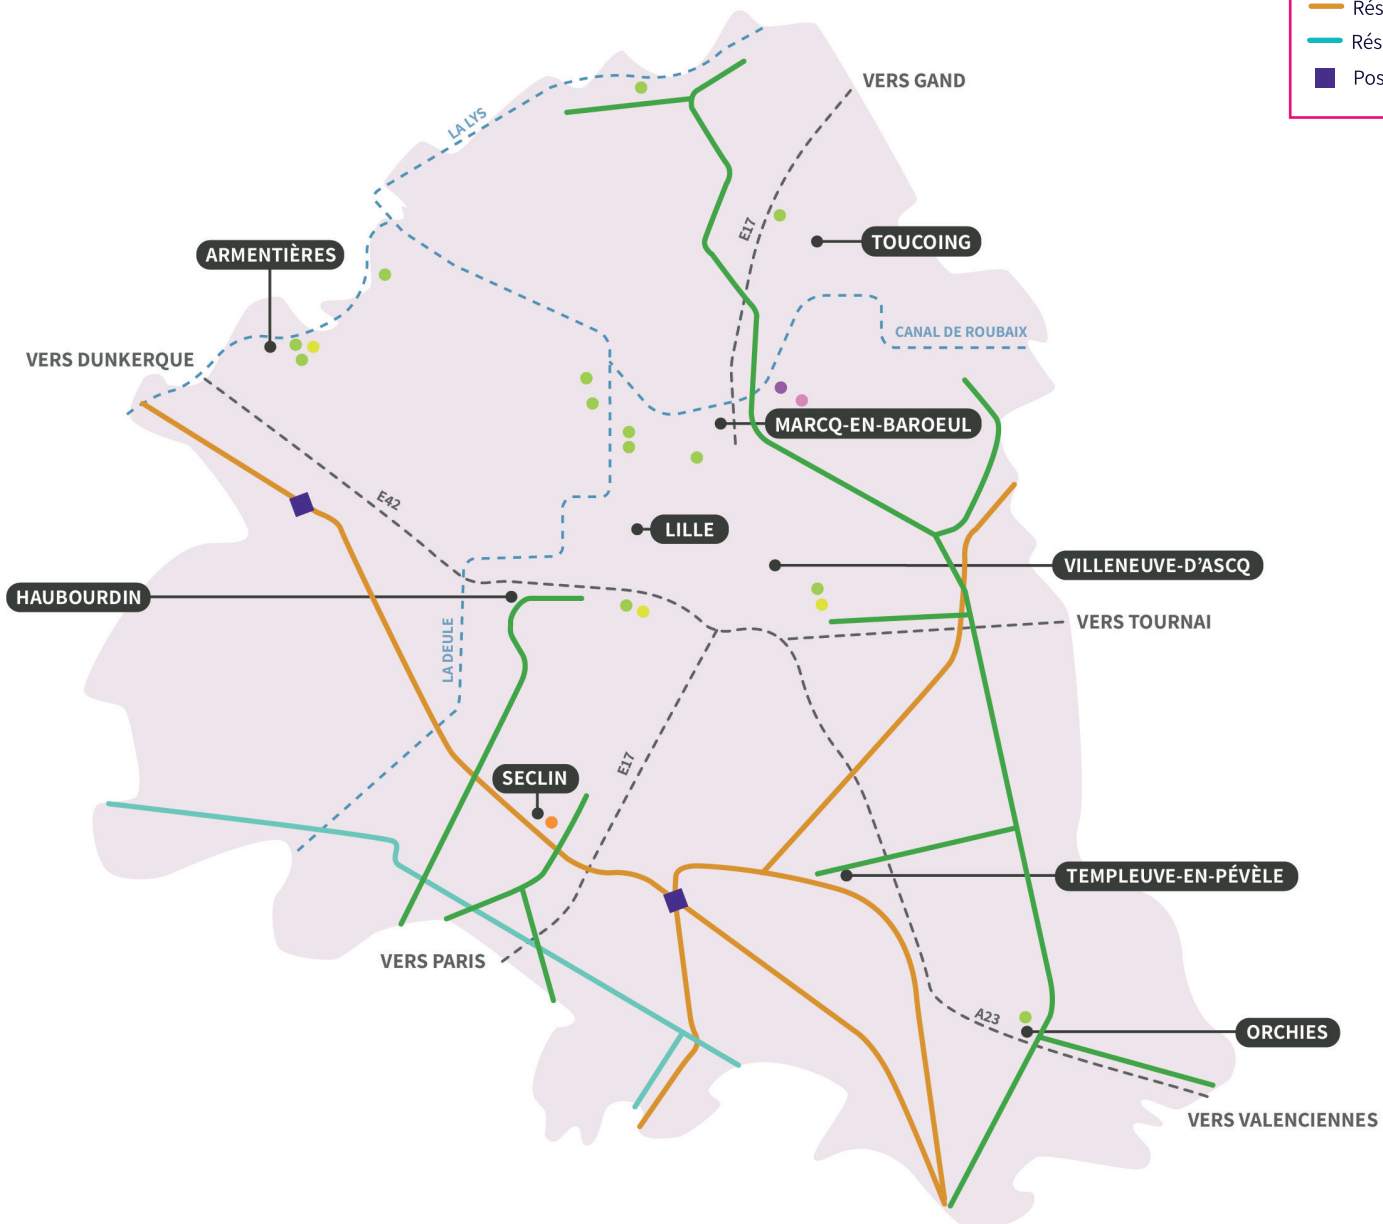 Rés
Rés
Pos
VERS GAND
LA LYS
E17
TOUCOING
ARMENTIÈRES
CANAL DE ROUBAIX
VERS DUNKERQUE
MARCQ-EN-BAROEUL
E42
LILLE
VILLENEUVE-D’ASCQ
HAUBOURDIN
VERS TOURNAI
LA DEULE
E17
SECLIN
TEMPLEUVE-EN-PÉVÈLE
VERS PARIS
A23
ORCHIES
VERS VALENCIENNES